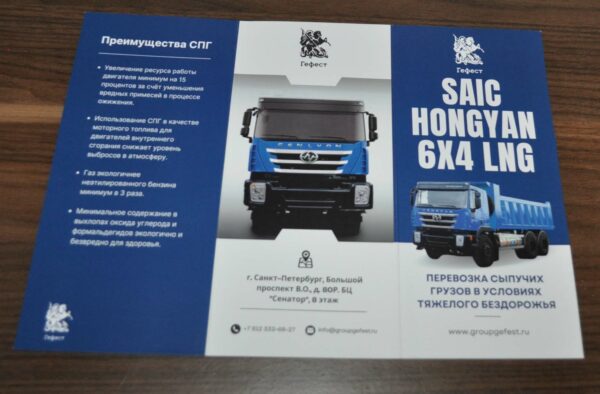 Преимущества СПГ
Увеличение ресурса работы
двигателя минимум на 15
процентов за счёт уменьшения
вредных примесей в процессе
ожижения.
Использование СПГ в качестве
моторного топлива для
двигателей внутреннего
сгорания снижает уровень
выбросов в атмосферу.
Газ экологичнее
неэтилированного бензина
минимум в 3 раза.
Минимальное содержание в
выхлопах оксида углерода и
формальдегидов экологично и
безвредно для здоровья.
Гефест
Гефест
GENLYON
г. Санкт-Петербург, Большой
проспект В.О., д. 80Р. БЦ
"Сенатор", 8 этаж
info@groupgefest.ru
Гефест
SAIC
HONGYAN
6X4 LNG
ПЕРЕВОЗКА СЫПУЧИХ
ГРУЗОВ В УСЛОВИЯХ
ТЯЖЕЛОГО БЕЗДОРОЖЬЯ
www.groupgefest.ru